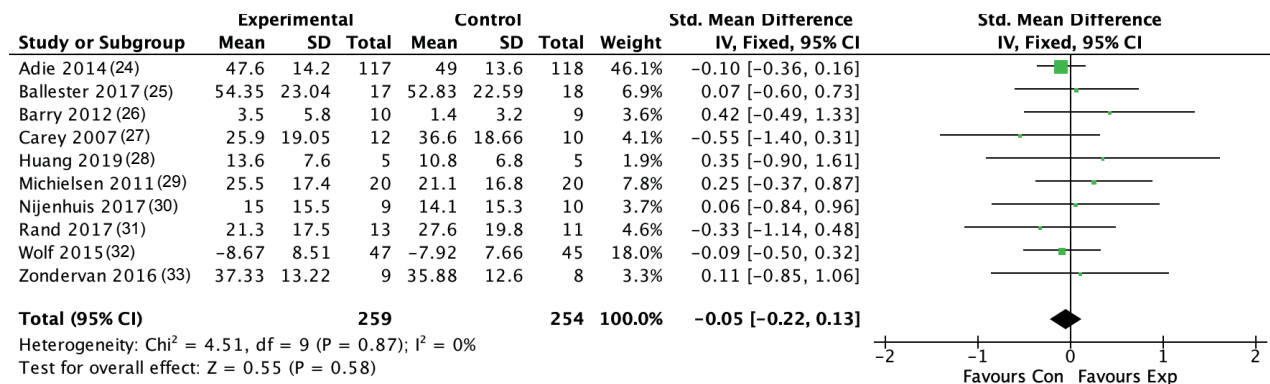 Experimental Control Std. Mean Difference Std. Mean Difference
Study or Subgroup Mean SD Total Mean SD Total Weight IV, Fixed, 95% CI IV, Fixed, 95% CI
Adie 2014 (24) 47.6 14.2 117 49 13.6 118 46.1% −0.10 [−0.36, 0.16]
Ballester 2017 (25) 54.35 23.04 17 52.83 22.59 18 6.9% 0.07 [−0.60, 0.73]
Barry 2012 (26) 3.5 5.8 10 1.4 3.2 9 3.6% 0.42 [−0.49, 1.33]
Carey 2007 (27) 25.9 19.05 12 36.6 18.66 10 4.1% −0.55 [−1.40, 0.31]
Huang 2019 (28) 13.6 7.6 5 10.8 6.8 5 1.9% 0.35 [−0.90, 1.61]
Michielsen 2011 (29) 25.5 17.4 20 21.1 16.8 20 7.8% 0.25 [−0.37, 0.87]
Nijenhuis 2017 (30) 15 15.5 9 14.1 15.3 10 3.7% 0.06 [−0.84, 0.96]
Rand 2017 (31) 21.3 17.5 13 27.6 19.8 11 4.6% −0.33 [−1.14, 0.48]
Wolf 2015 (32) −8.67 8.51 47 −7.92 7.66 45 18.0% −0.09 [−0.50, 0.32]
Zondervan 2016 (33) 37.33 13.22 9 35.88 12.6 8 3.3% 0.11 [−0.85, 1.06]
Total (95% CI) 259 254 100.0% −0.05 [−0.22, 0.13]
Heterogeneity: Chi² = 4.51, df = 9 (P = 0.87); I² = 0%
Test for overall effect: Z = 0.55 (P = 0.58)
−2 −1 0 1 2
Favours Con Favours Exp